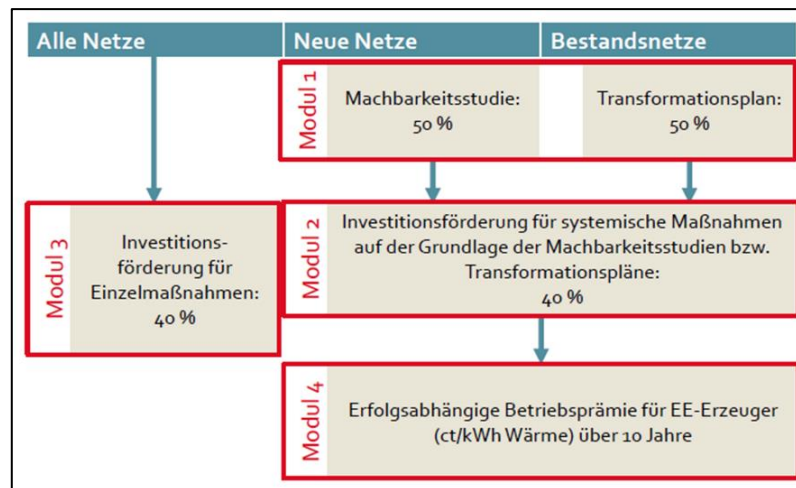 Alle Netze
Neue Netze
Bestandsnetze
Modul 1
Machbarkeitsstudie:
50 %
Transformationsplan:
50 %
Modul 3
Investitions-
förderung für
Einzelmaßnahmen:
40 %
Modul 2
Investitionsförderung für systemische Maßnahmen
auf der Grundlage der Machbarkeitsstudien bzw.
Transformationspläne:
40 %
Modul 4
Erfolgsabhängige Betriebsprämie für EE-Erzeuger
(ct/kWh Wärme) über 10 Jahre